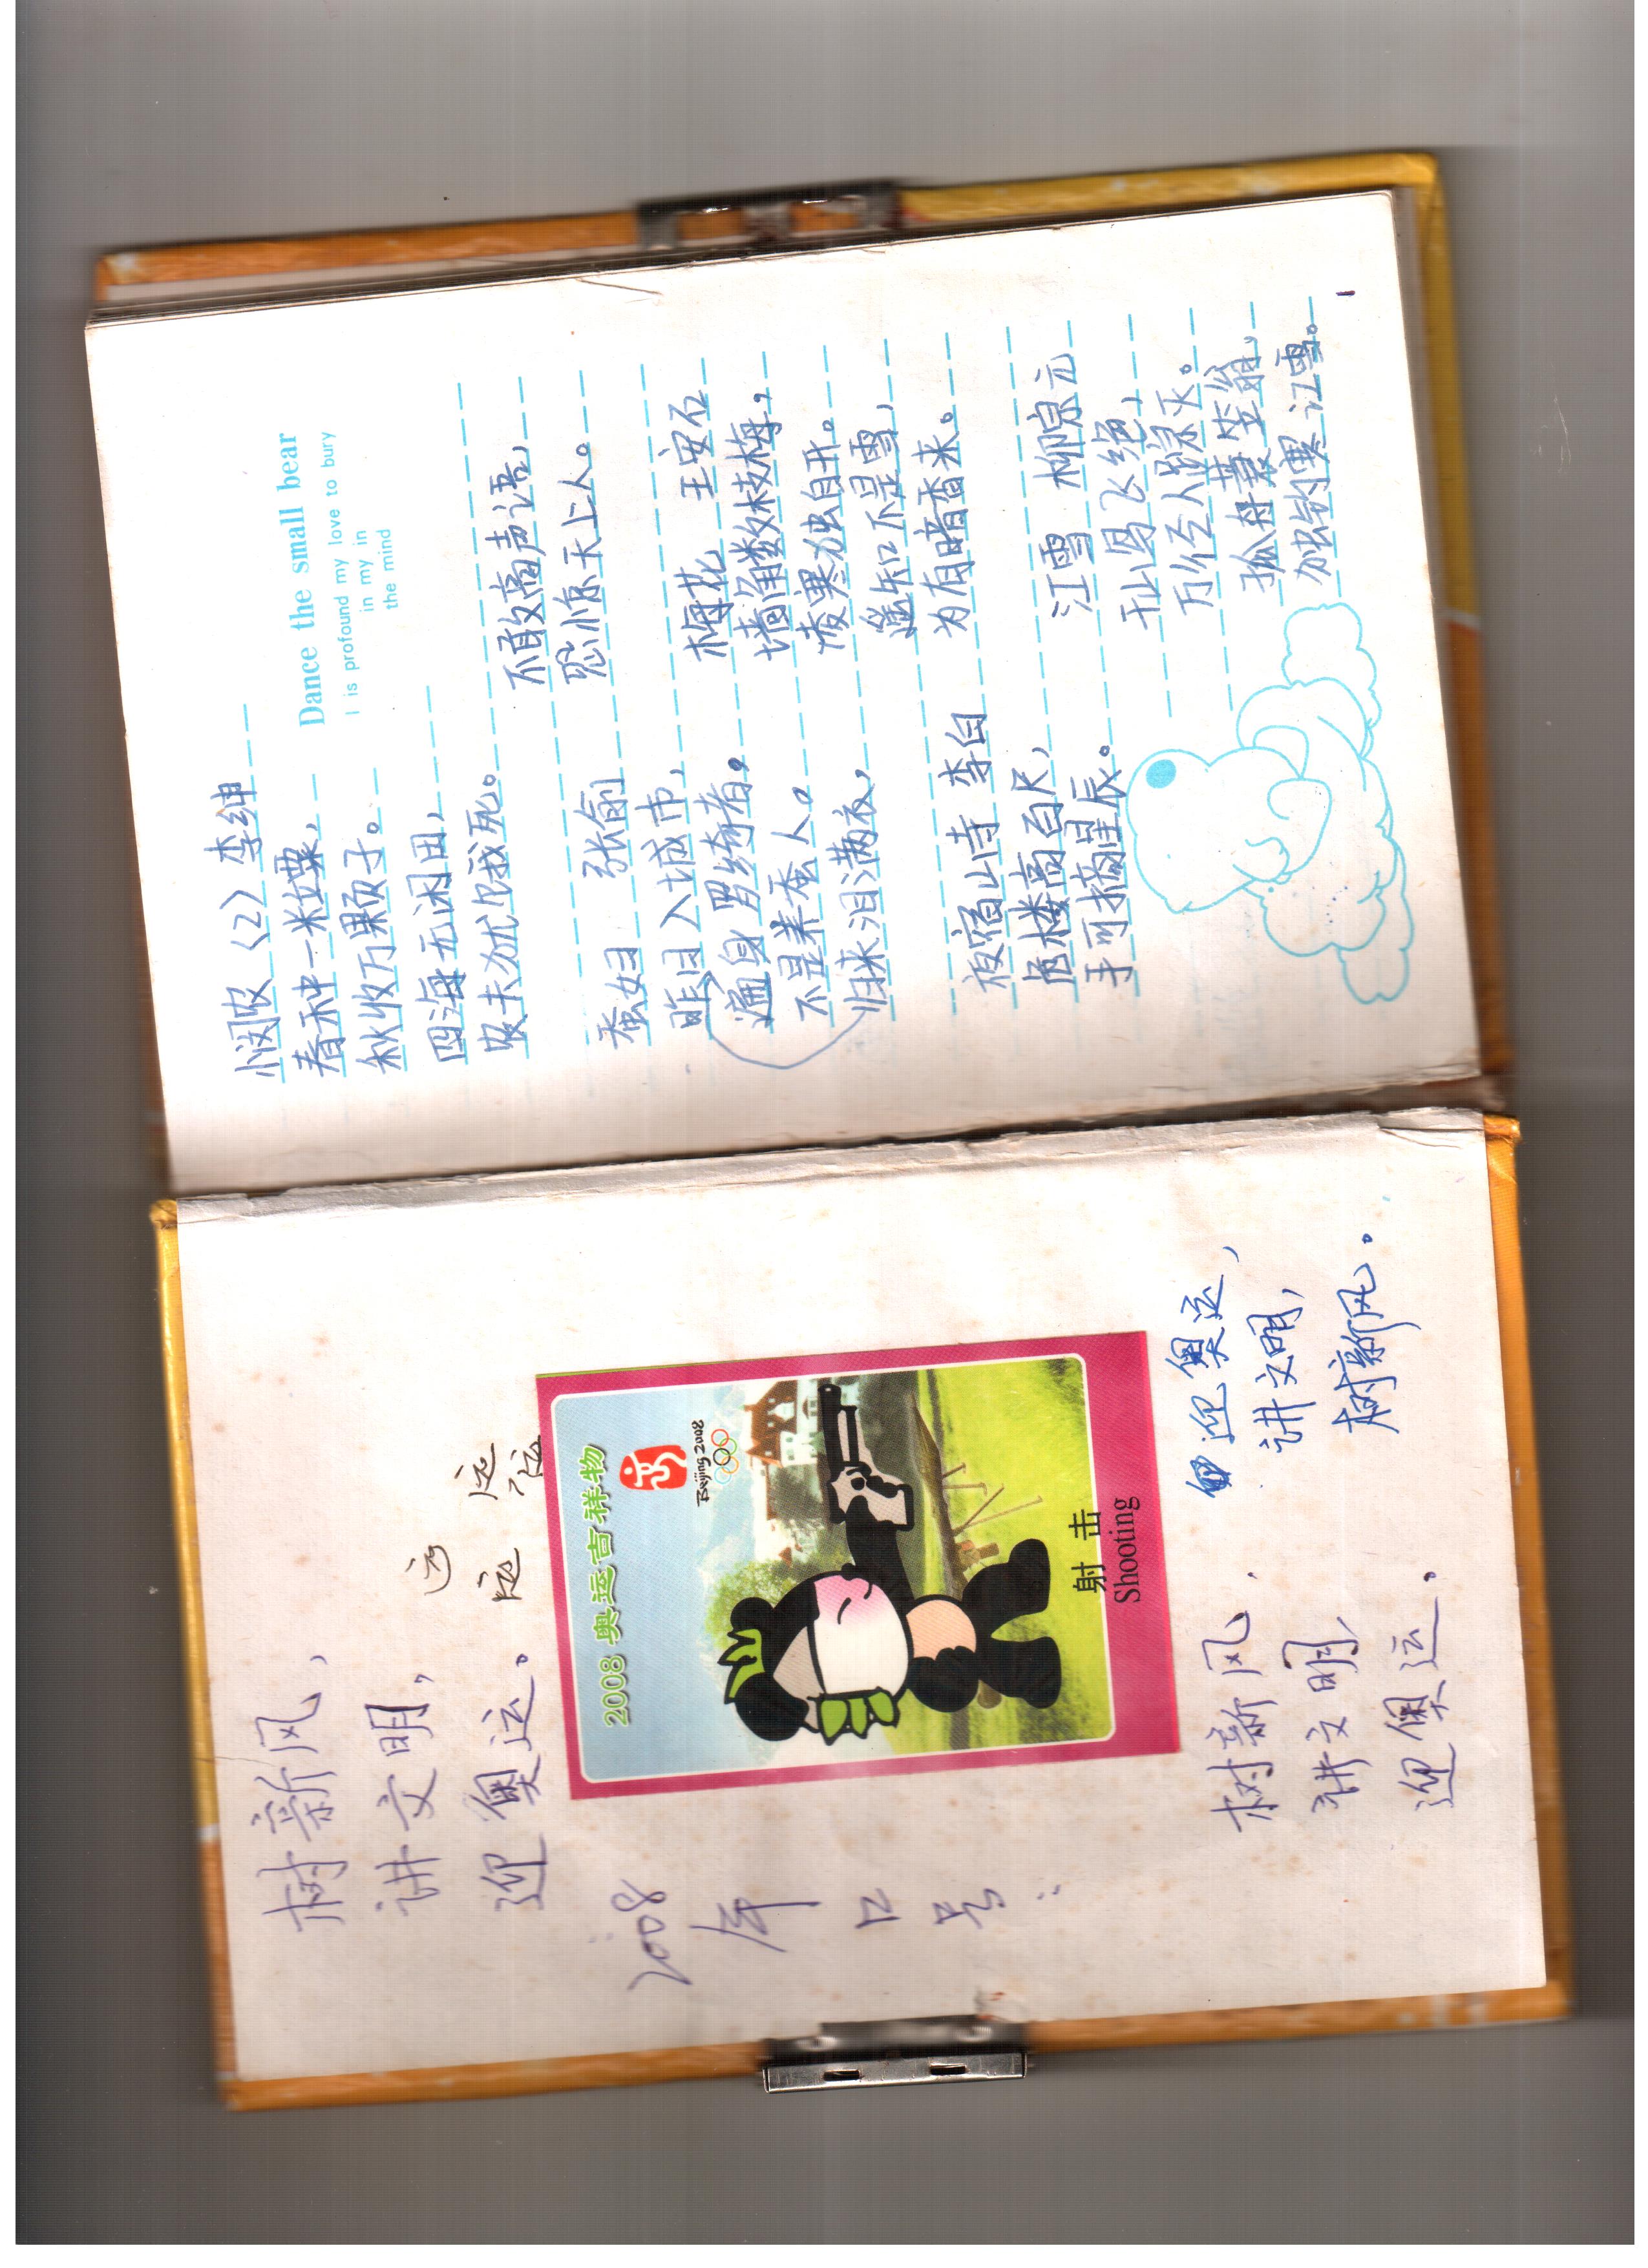 树新风，
讲文明，
迎奥运。
运
运
运
运
2008
年
口
号：
2008 奥运吉祥物
Beijing 2008
射击
Shooting
树新风，
讲文明，
迎奥运。
迎奥运，
讲文明，
树新风。
悯农〈2〉李绅
春种一粒粟，
秋收万颗子。
四海无闲田，
农夫犹饿死。
Dance the small bear
I is profound my love to bury
in my in
the mind
蚕妇 张俞
昨日入城市，
遍身罗绮者，
不是养蚕人。
归来泪满衣，
夜宿山寺 李白
危楼高百尺，
手可摘星辰。
不敢高声语，
恐惊天上人。
梅花 王安石
墙角数枝梅，
凌寒独自开。
遥知不是雪，
为有暗香来。
江雪 柳宗元
千山鸟飞绝，
万径人踪灭。
孤舟蓑笠翁，
独钓寒江雪。
1